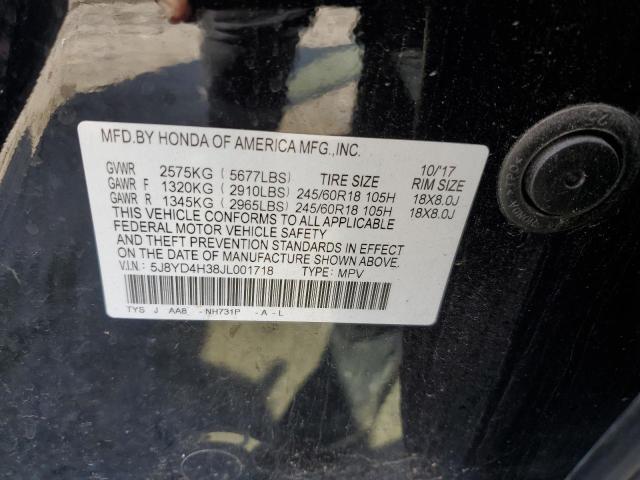 MFD.BY HONDA OF AMERICA MFG.,INC.
10/'17
GVWR 2575KG ( 5677LBS) TIRE SIZE RIM SIZE
GAWR F 1320KG ( 2910LBS) 245/60R18 105H 18X8.0J
GAWR R 1345KG ( 2965LBS) 245/60R18 105H 18X8.0J
THIS VEHICLE CONFORMS TO ALL APPLICABLE
FEDERAL MOTOR VEHICLE SAFETY
AND THEFT PREVENTION STANDARDS IN EFFECT
ON THE DATE OF MANUFACTURE SHOWN ABOVE.
V.I.N.: 5J8YD4H38JL001718 TYPE: MPV
TYS J AA8 - NH731P - A - L
25